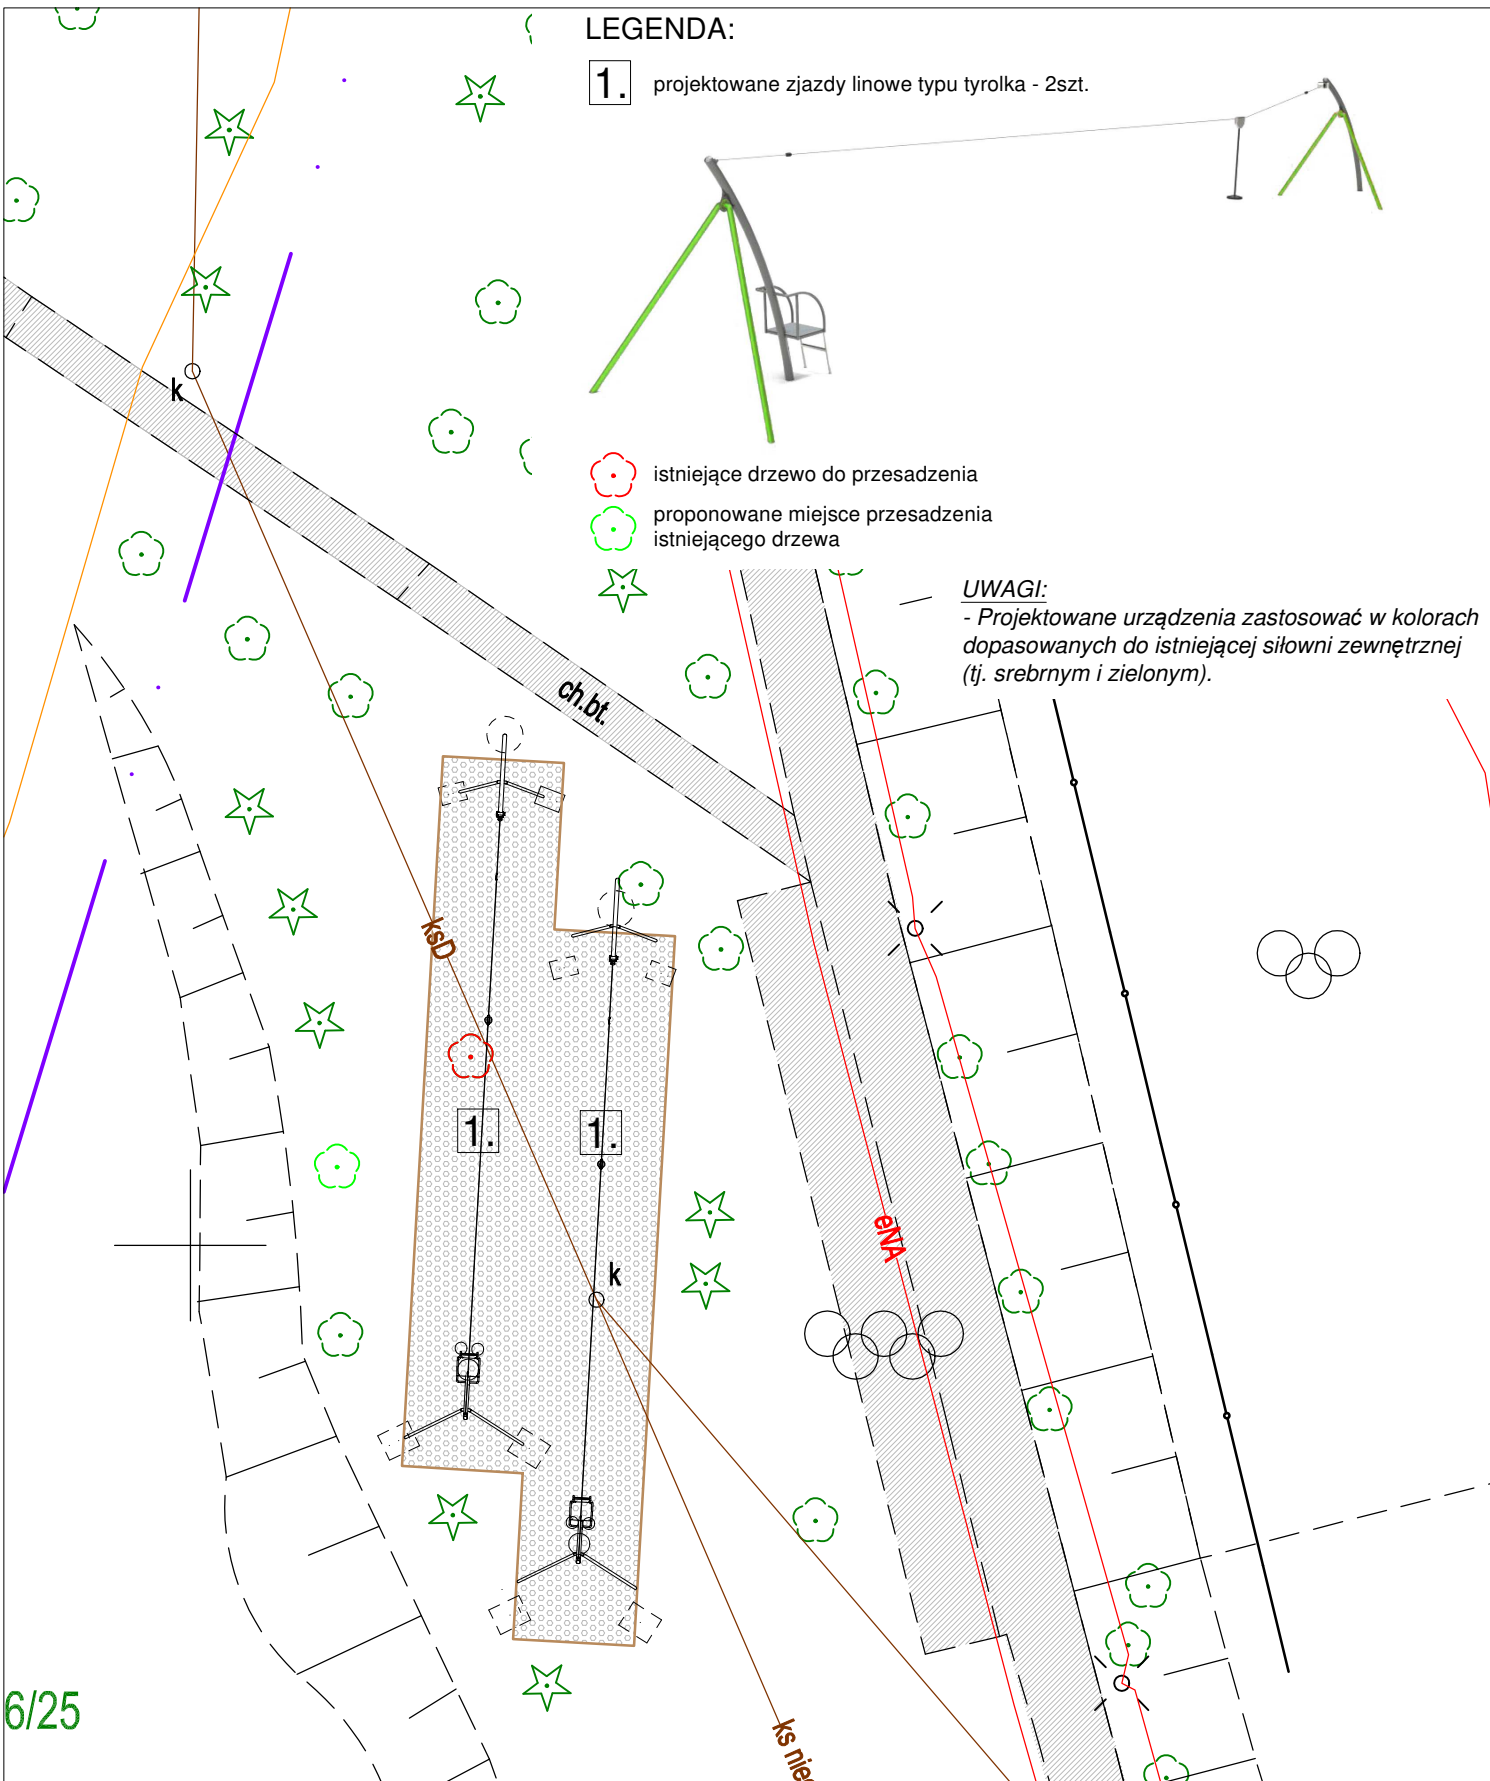 LEGENDA:
1. projektowane zjazdy linowe typu tyrolka - 2szt.
k
istniejące drzewo do przesadzenia
proponowane miejsce przesadzenia
istniejącego drzewa
UWAGI:
- Projektowane urządzenia zastosować w kolorach
dopasowanych do istniejącej siłowni zewnętrznej
(tj. srebrnym i zielonym).
ch.bt.
ksD
1.
1.
eNA
k
6/25
ks